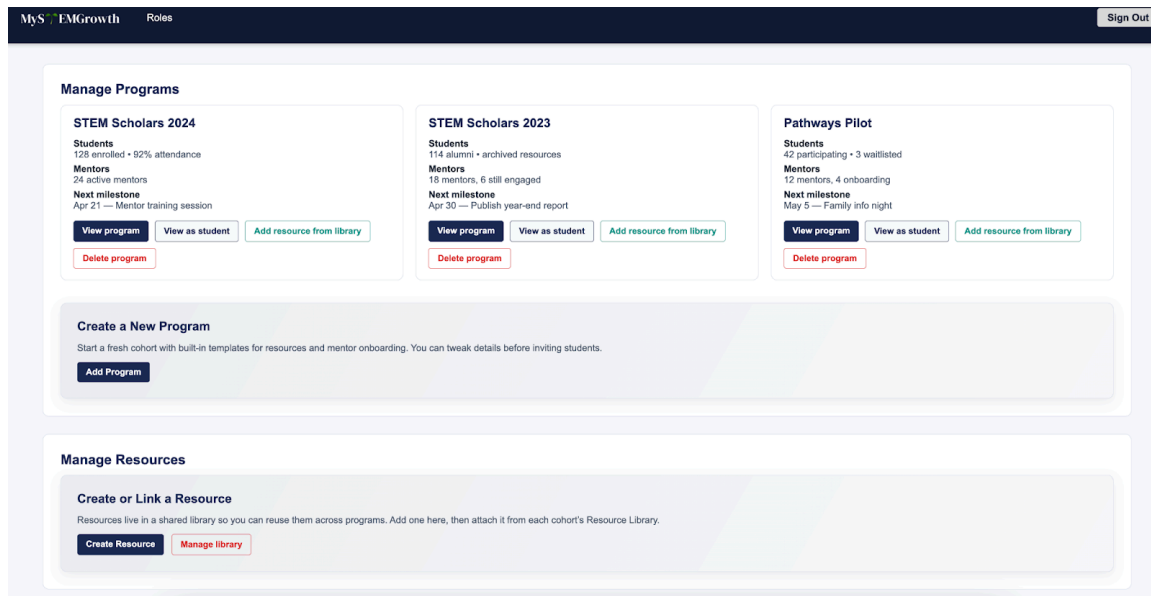 MySTEMGrowth Roles Sign Out
Manage Programs
STEM Scholars 2024
Students
128 enrolled • 92% attendance
Mentors
24 active mentors
Next milestone
Apr 21 — Mentor training session
View program View as student Add resource from library
Delete program
STEM Scholars 2023
Students
114 alumni • archived resources
Mentors
18 mentors, 6 still engaged
Next milestone
Apr 30 — Publish year-end report
View program View as student Add resource from library
Delete program
Pathways Pilot
Students
42 participating • 3 waitlisted
Mentors
12 mentors, 4 onboarding
Next milestone
May 5 — Family info night
View program View as student Add resource from library
Delete program
Create a New Program
Start a fresh cohort with built-in templates for resources and mentor onboarding. You can tweak details before inviting students.
Add Program
Manage Resources
Create or Link a Resource
Resources live in a shared library so you can reuse them across programs. Add one here, then attach it from each cohort's Resource Library.
Create Resource Manage library